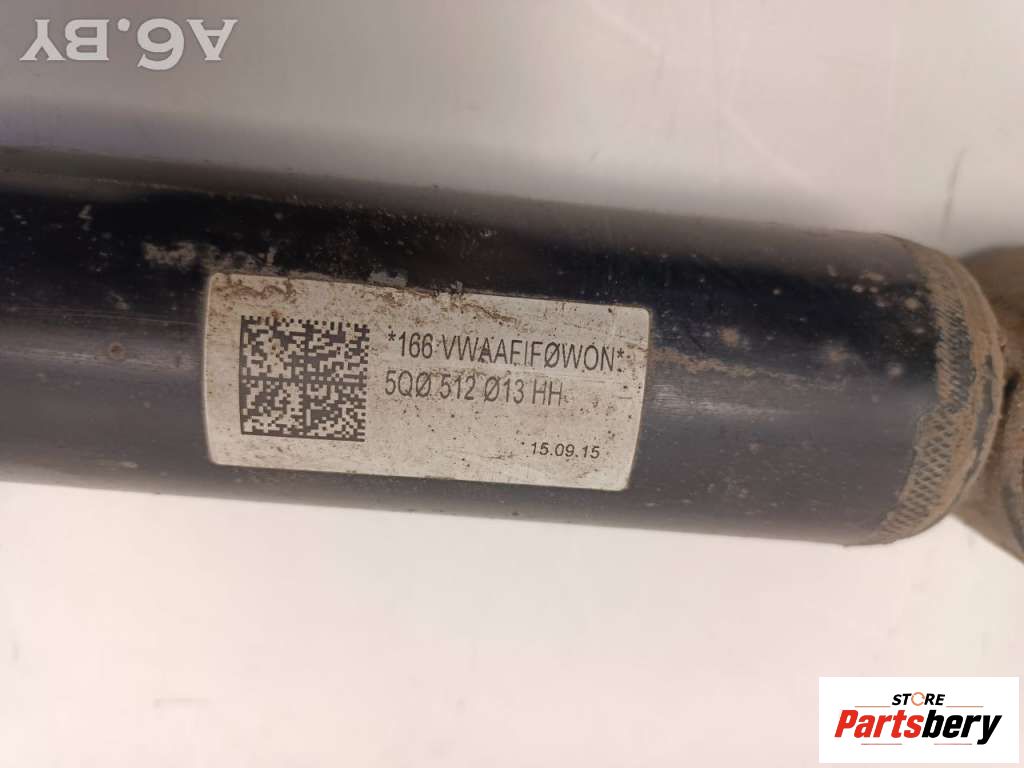 A6.BY
*166 VWAAFIFØWON*
5QØ 512 Ø13 HH
15.09.15
STORE
Partsbery